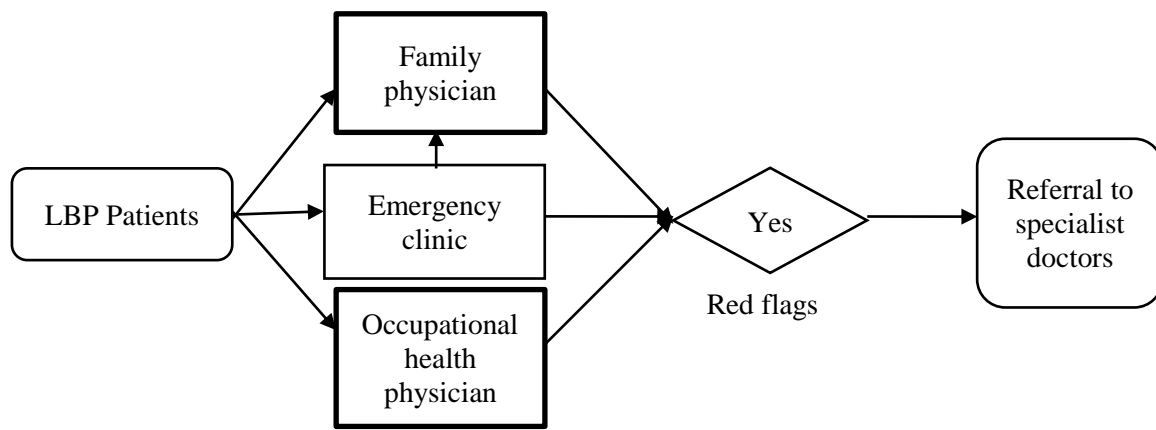 Family
physician
LBP Patients
Emergency
clinic
Occupational
health
physician
Yes
Red flags
Referral to
specialist
doctors